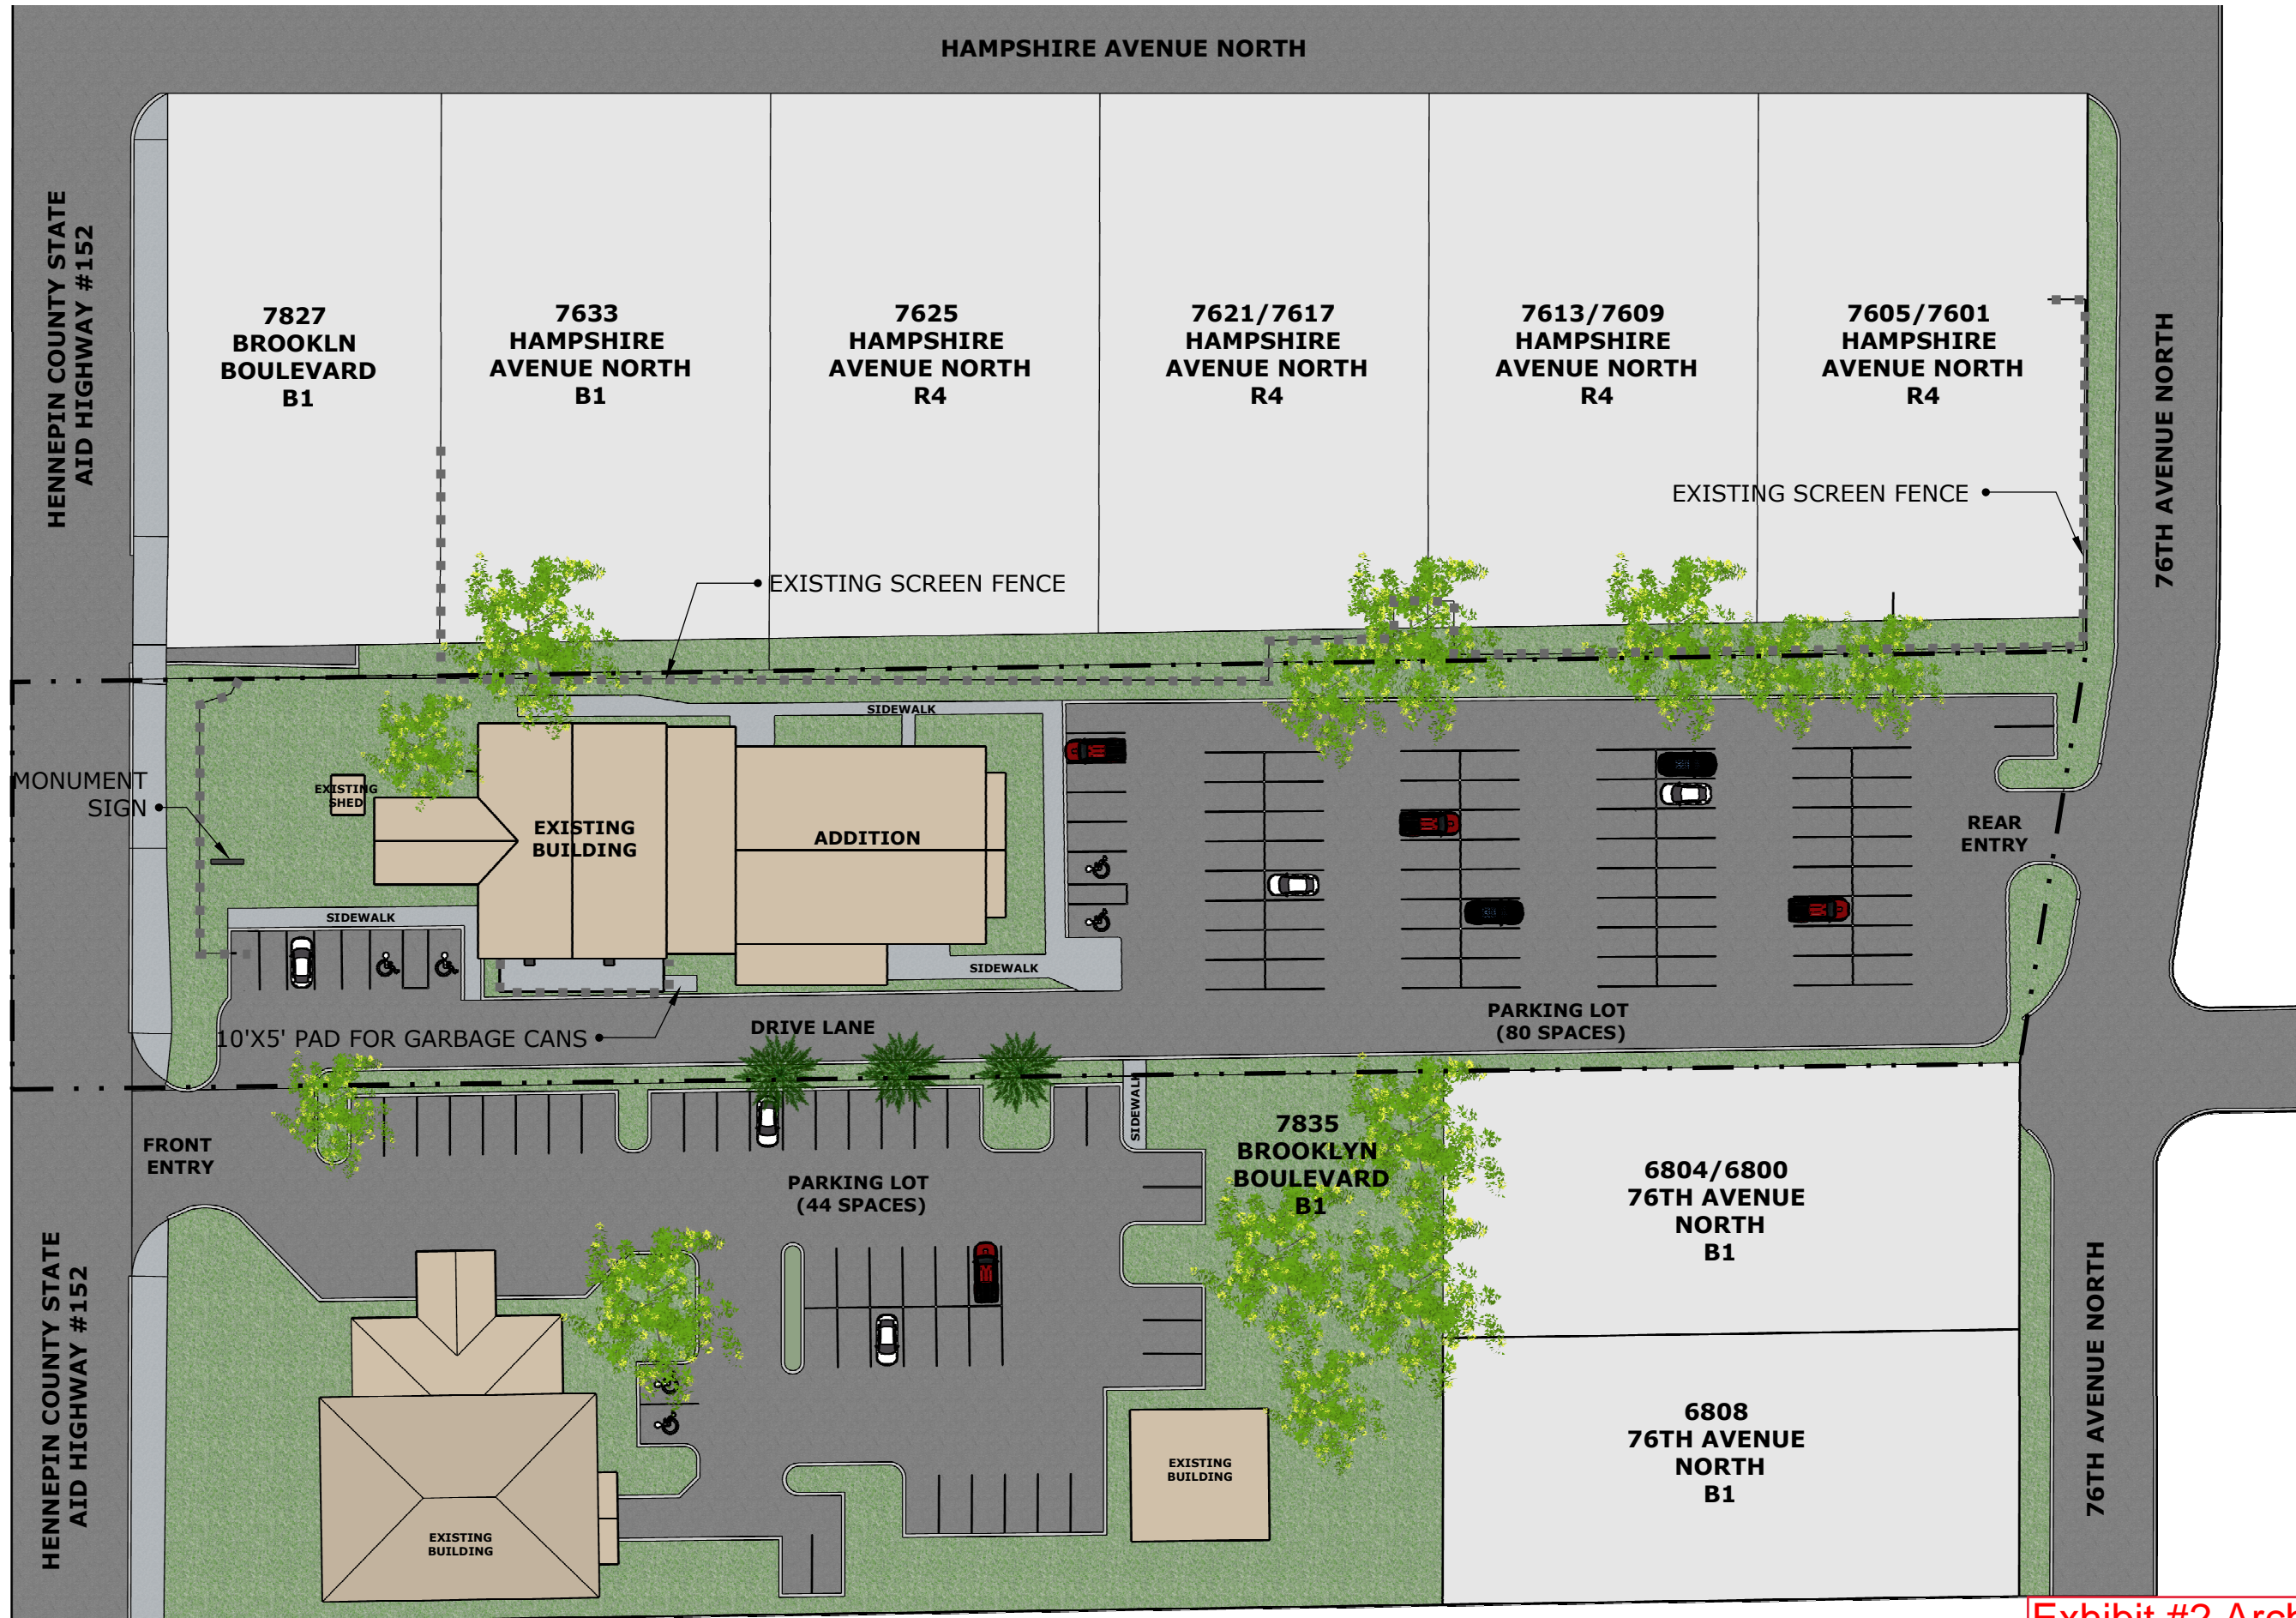 HAMPSHIRE AVENUE NORTH
HENNEPIN COUNTY STATE
AID HIGHWAY #152
7827
BROOKLN
BOULEVARD
B1
7633
HAMPSHIRE
AVENUE NORTH
B1
7625
HAMPSHIRE
AVENUE NORTH
R4
7621/7617
HAMPSHIRE
AVENUE NORTH
R4
7613/7609
HAMPSHIRE
AVENUE NORTH
R4
7605/7601
HAMPSHIRE
AVENUE NORTH
R4
76TH AVENUE NORTH
EXISTING SCREEN FENCE
EXISTING SCREEN FENCE
SIDEWALK
MONUMENT
SIGN
EXISTING
SHED
EXISTING
BUILDING
ADDITION
REAR
ENTRY
SIDEWALK
SIDEWALK
PARKING LOT
(80 SPACES)
DRIVE LANE
10'X5' PAD FOR GARBAGE CANS
SIDEWALK
FRONT
ENTRY
7835
BROOKLYN
BOULEVARD
B1
PARKING LOT
(44 SPACES)
6804/6800
76TH AVENUE
NORTH
B1
HENNEPIN COUNTY STATE
AID HIGHWAY #152
76TH AVENUE NORTH
6808
76TH AVENUE
NORTH
B1
EXISTING
BUILDING
EXISTING
BUILDING
Exhibit #2 Arch